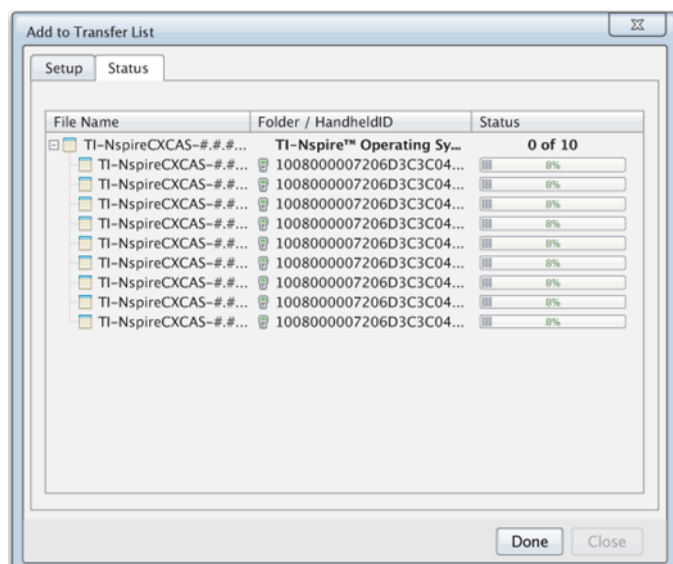 Add to Transfer List
Setup Status
File Name Folder / HandheldID Status
TI-NspireCXCAS-#.#.#... TI-Nspire™ Operating Sy... 0 of 10
TI-NspireCXCAS-#.#... 1008000007206D3C3C04... 8%
TI-NspireCXCAS-#.#... 1008000007206D3C3C04... 8%
TI-NspireCXCAS-#.#... 1008000007206D3C3C04... 8%
TI-NspireCXCAS-#.#... 1008000007206D3C3C04... 8%
TI-NspireCXCAS-#.#... 1008000007206D3C3C04... 8%
TI-NspireCXCAS-#.#... 1008000007206D3C3C04... 8%
TI-NspireCXCAS-#.#... 1008000007206D3C3C04... 8%
TI-NspireCXCAS-#.#... 1008000007206D3C3C04... 8%
TI-NspireCXCAS-#.#... 1008000007206D3C3C04... 8%
Done Close